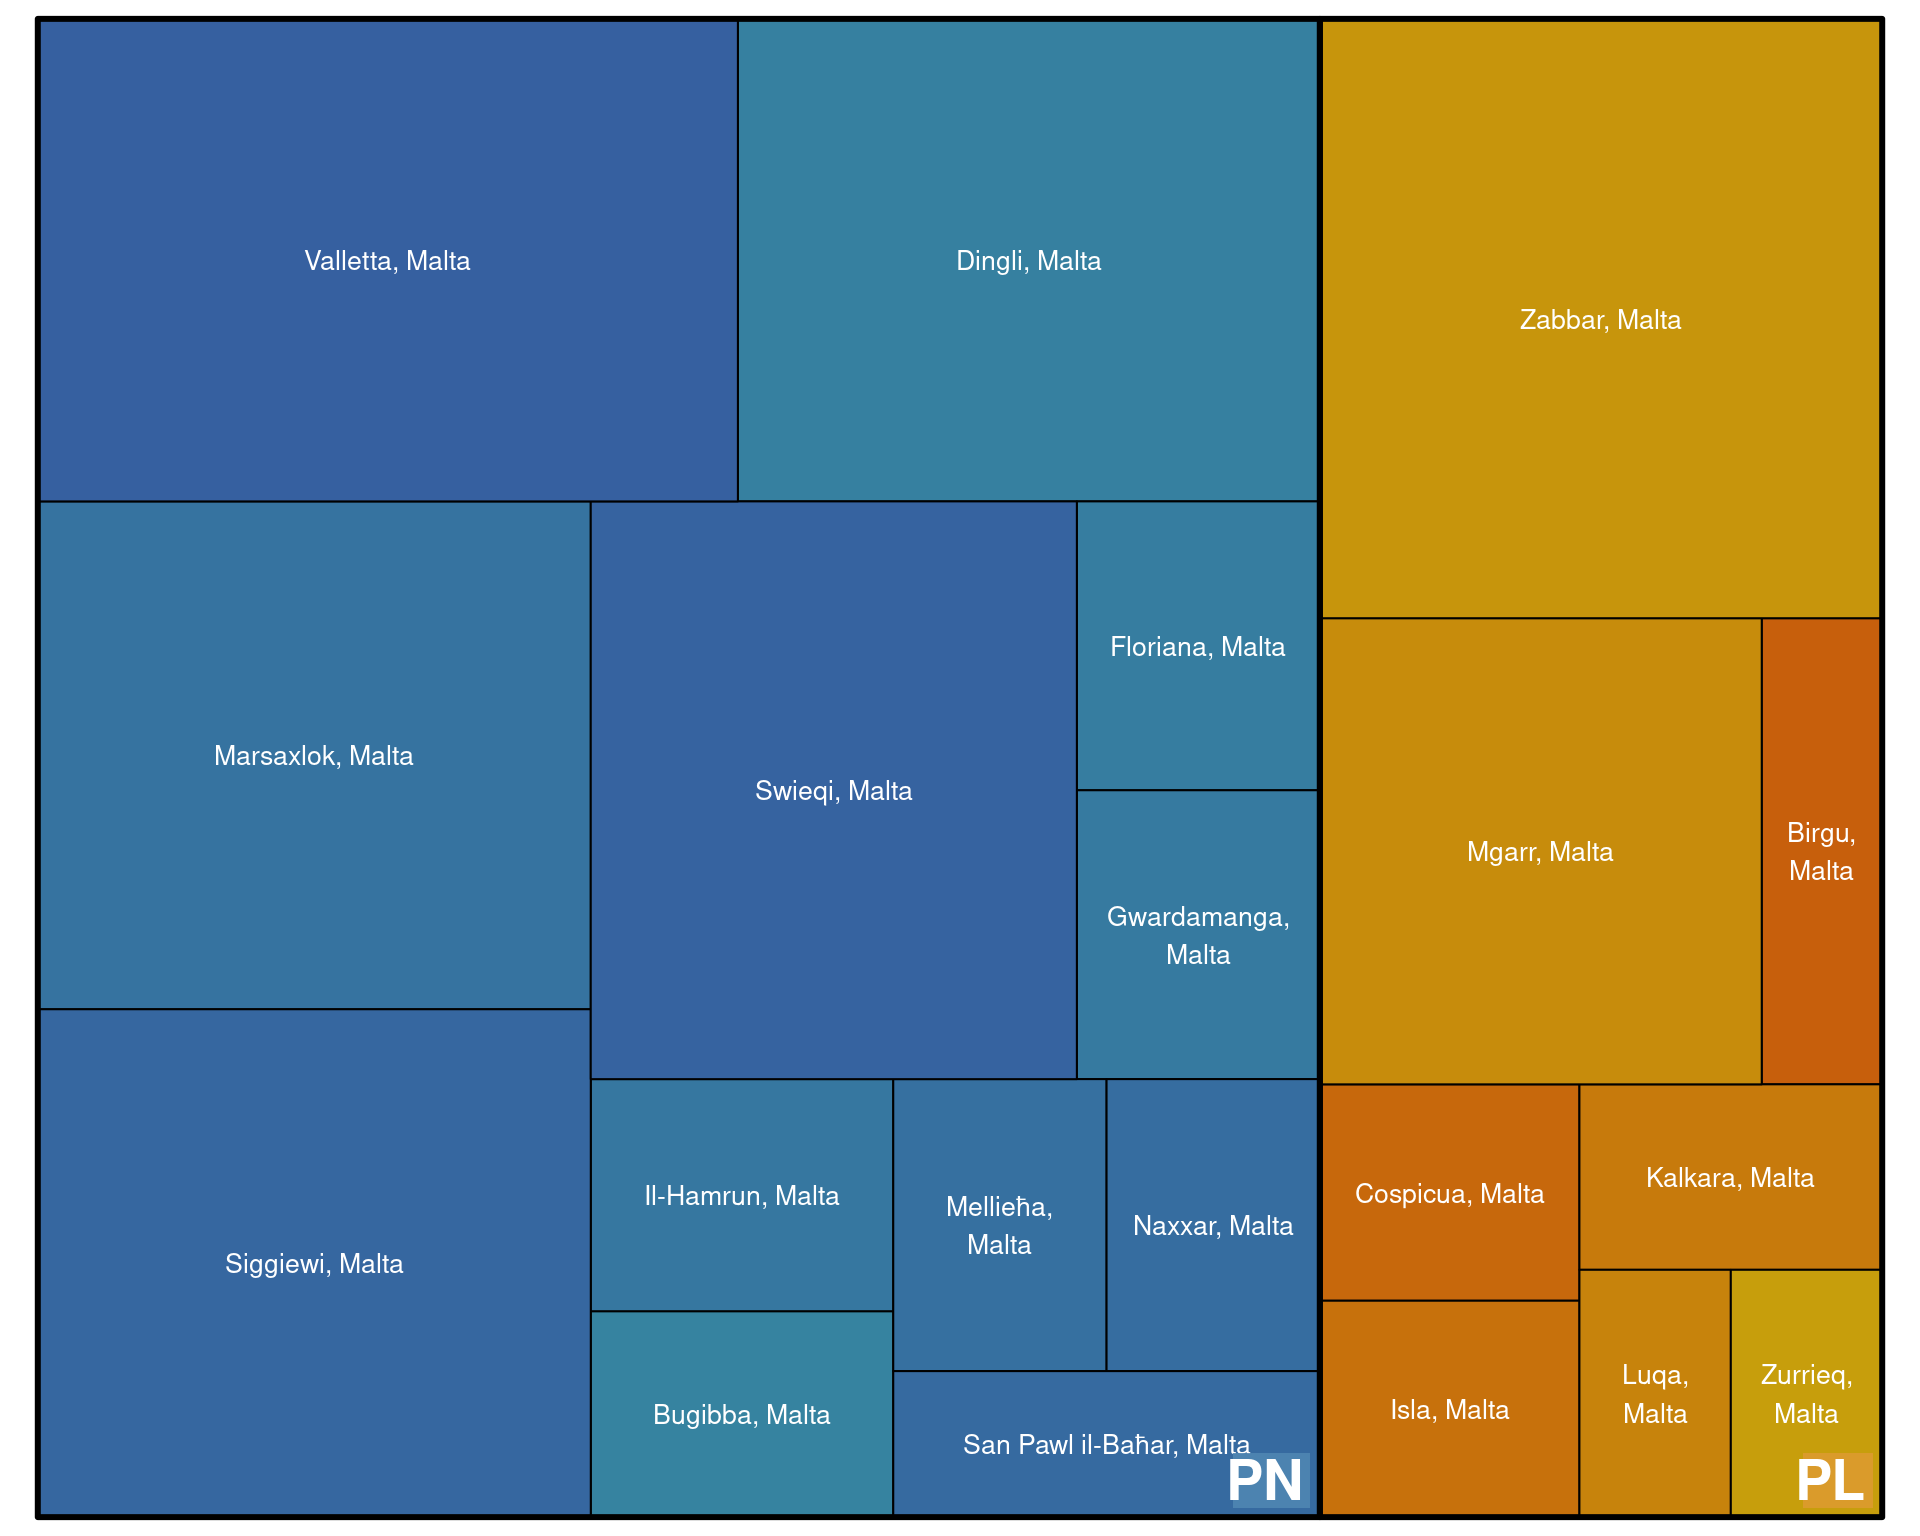 Valletta, Malta
Dingli, Malta
Zabbar, Malta
Marsaxlok, Malta
Swieqi, Malta
Floriana, Malta
Gwardamanga,
Malta
Mgarr, Malta
Birgu,
Malta
Siggiewi, Malta
Il-Hamrun, Malta
Mellieħa,
Malta
Naxxar, Malta
Bugibba, Malta
San Pawl il-Baħar, Malta
PN
Cospicua, Malta
Kalkara, Malta
Isla, Malta
Luqa,
Malta
Zurrieq,
Malta
PL